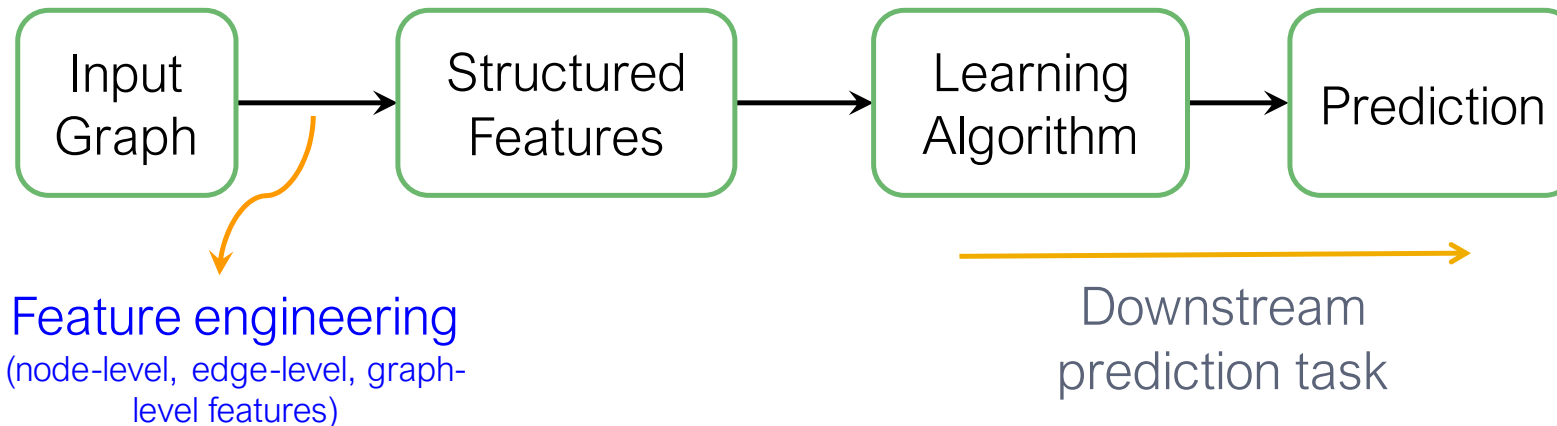 Input
Graph
Structured
Features
Learning
Algorithm
Prediction
Feature engineering
(node-level, edge-level, graph-
level features)
Downstream
prediction task